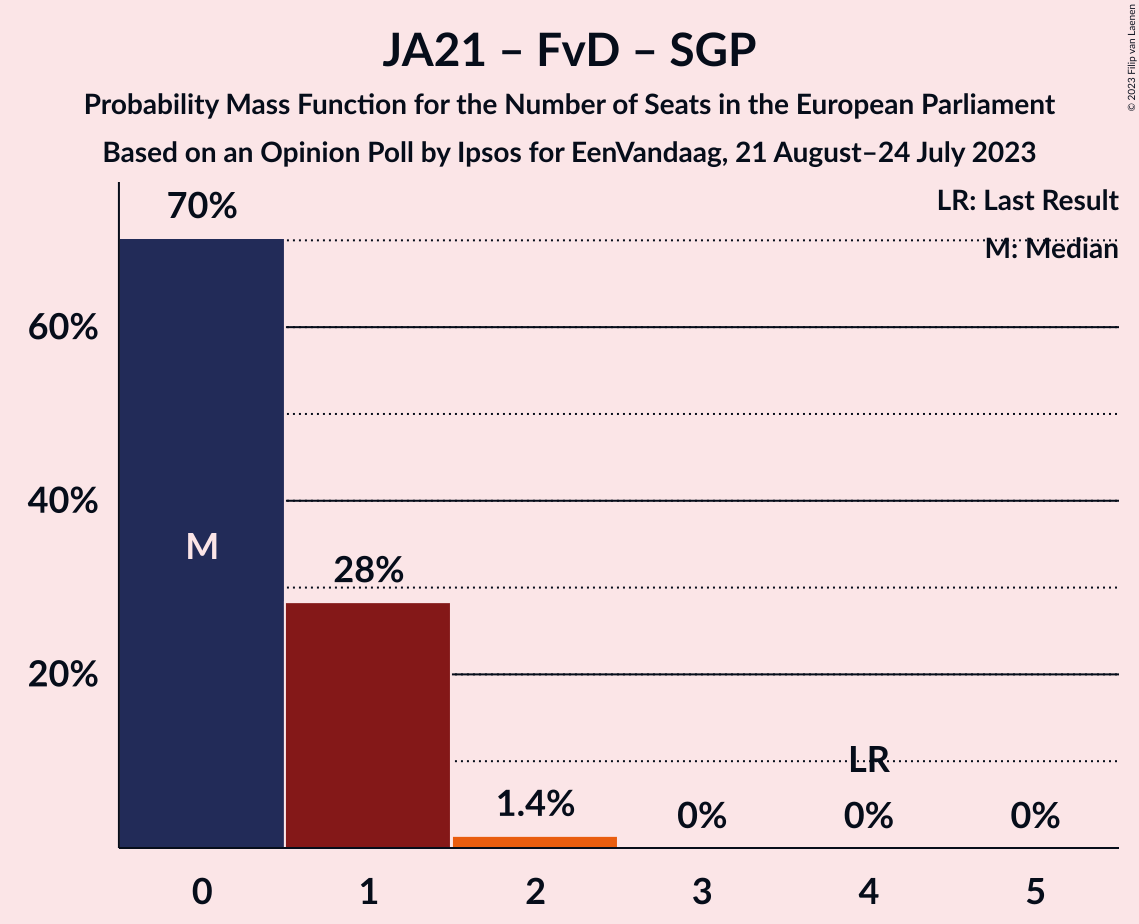 JA21 – FvD – SGP
Probability Mass Function for the Number of Seats in the European Parliament
Based on an Opinion Poll by Ipsos for EenVandaag, 21 August–24 July 2023
© 2023 Filip van Laenen
LR: Last Result
M: Median
70%
60%
40%
20%
M
28%
1.4%
0%
LR
0%
0%
0 1 2 3 4 5